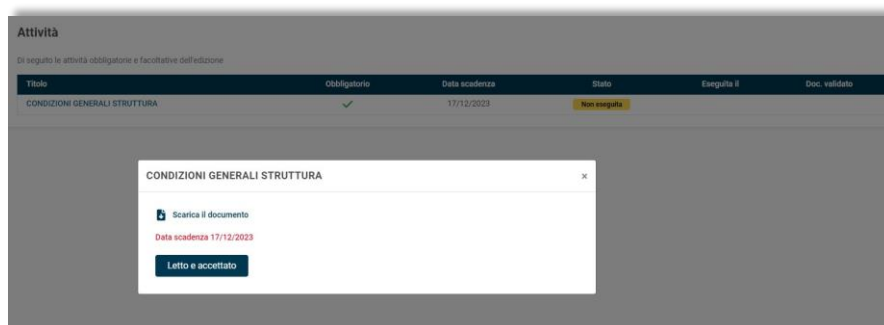 Attività
Di seguito le attività obbligatorie e facoltative dell'edizione
Titolo Obbligatorio Data scadenza Stato Eseguita il Doc. validato
CONDIZIONI GENERALI STRUTTURA 17/12/2023 Non eseguita
CONDIZIONI GENERALI STRUTTURA ×
Scarica il documento
Data scadenza 17/12/2023
Letto e accettato